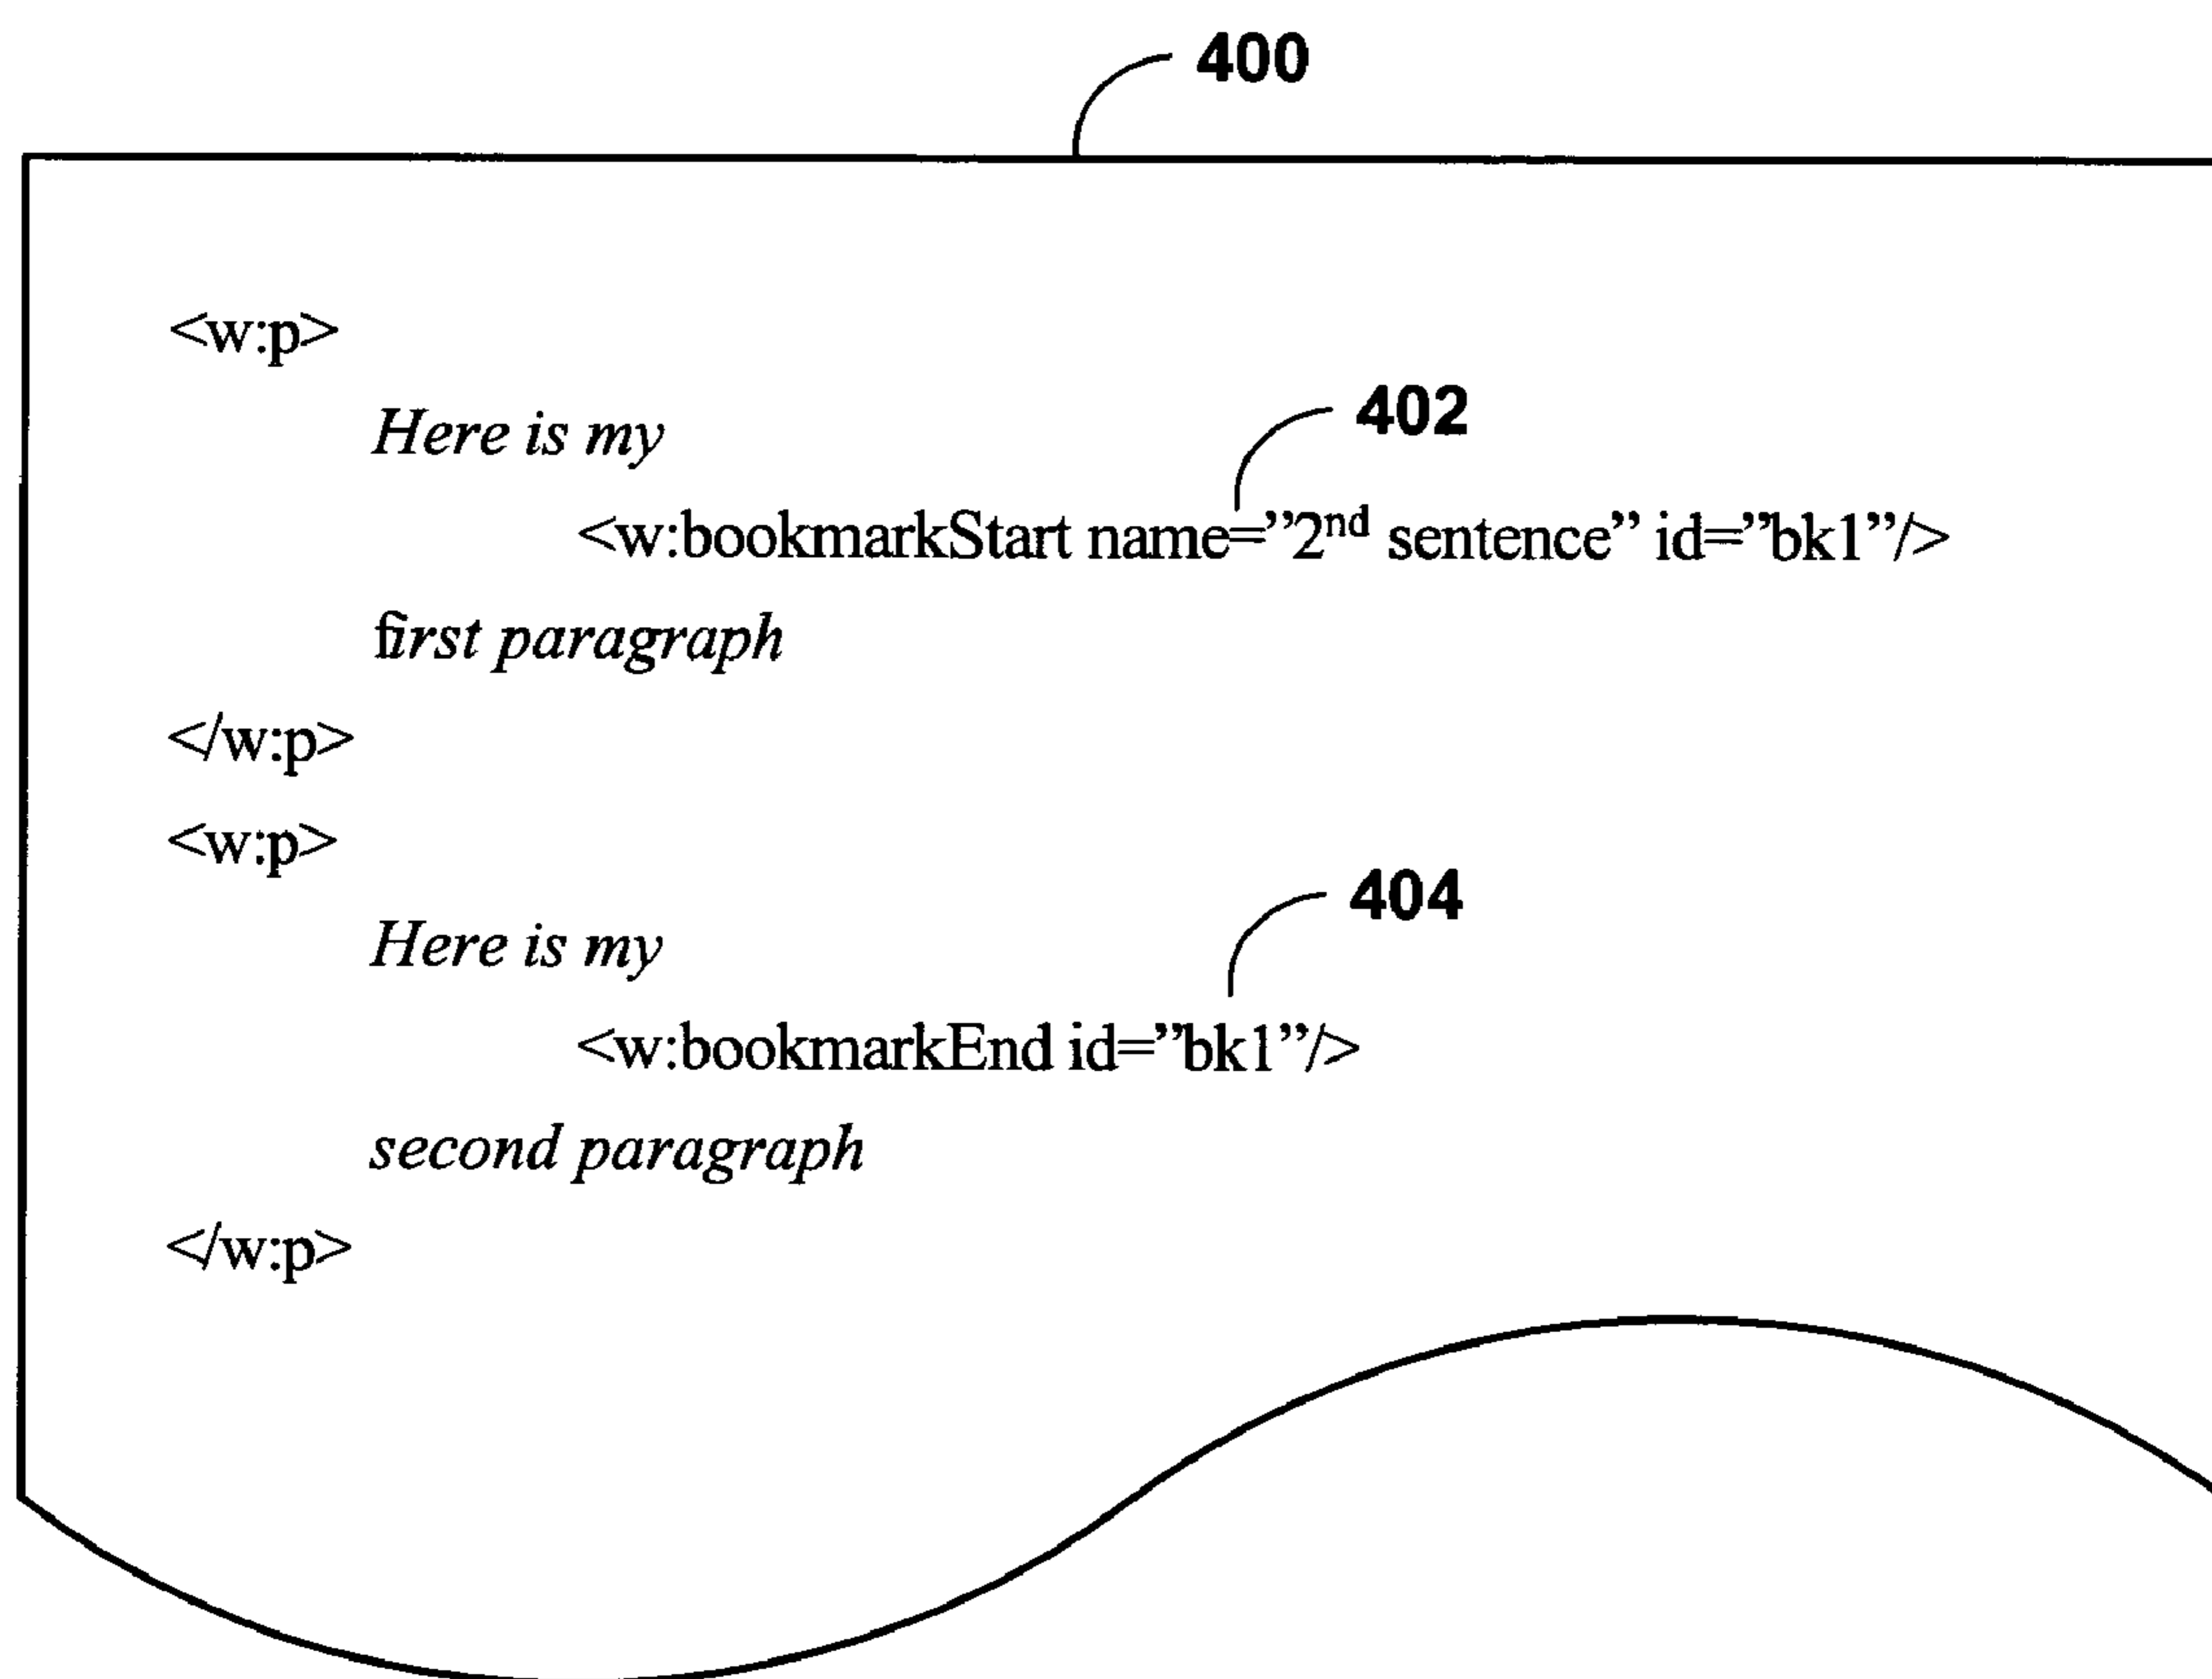 400
<w:p>
Here is my
402
<w:bookmarkStart name=”2nd sentence” id=”bk1”/>
first paragraph
</w:p>
<w:p>
404
Here is my
<w:bookmarkEnd id=”bk1”/>
second paragraph
</w:p>